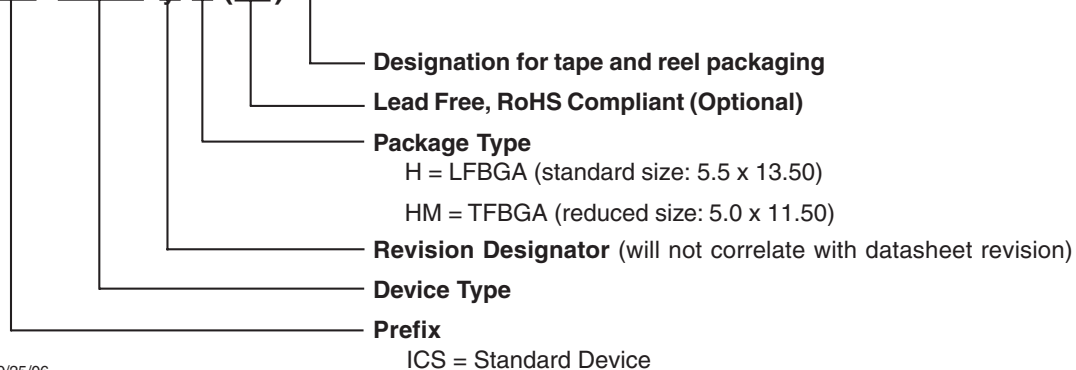 Designation for tape and reel packaging
Lead Free, RoHS Compliant (Optional)
Package Type
H = LFBGA (standard size: 5.5 x 13.50)
HM = TFBGA (reduced size: 5.0 x 11.50)
Revision Designator (will not correlate with datasheet revision)
Device Type
Prefix
ICS = Standard Device